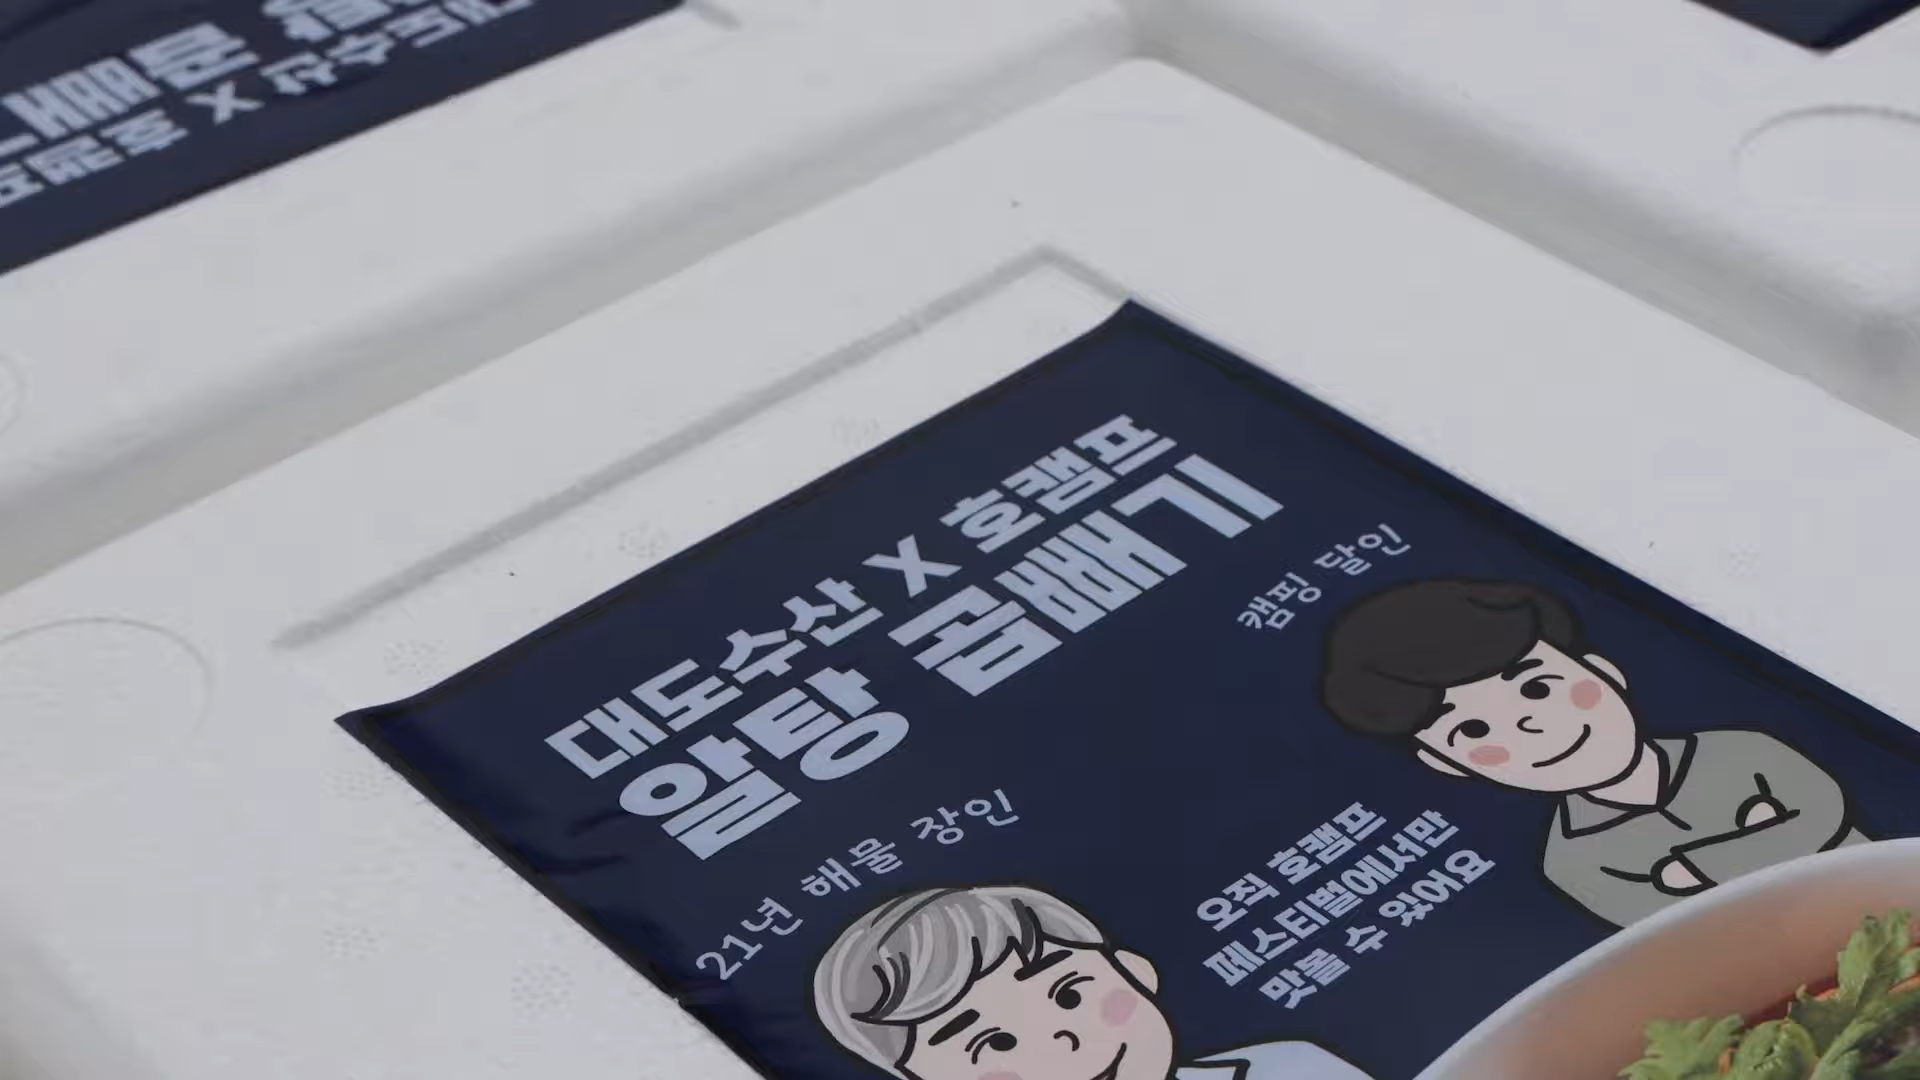 대도수산 X 호캠프
알탕 곱빼기
캠핑 달인
21년 해물 장인
오직 호캠프
페스티벌에서만
맛볼 수 있어요